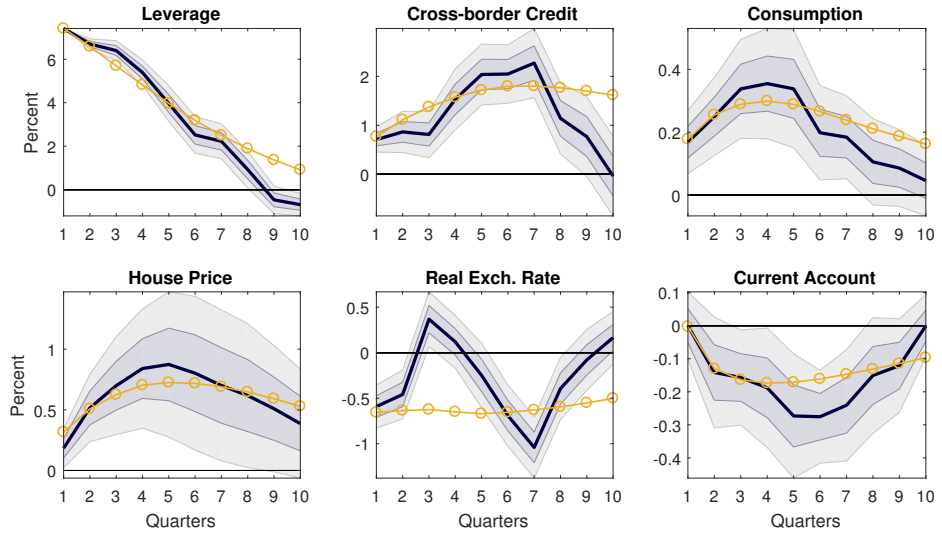 Leverage
Cross-border Credit
Consumption
Percent
6
4
2
0
2
1
0
0.4
0.2
0
1 2 3 4 5 6 7 8 9 10
1 2 3 4 5 6 7 8 9 10
1 2 3 4 5 6 7 8 9 10
House Price
Real Exch. Rate
Current Account
Percent
1
0.5
0
0.5
0
-0.5
-1
0.1
0
-0.1
-0.2
-0.3
-0.4
1 2 3 4 5 6 7 8 9 10
1 2 3 4 5 6 7 8 9 10
1 2 3 4 5 6 7 8 9 10
Quarters
Quarters
Quarters